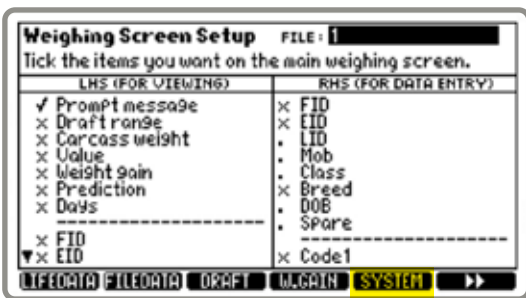 Weighing Screen Setup FILE: 1
Tick the items you want on the main weighing screen.
LHS (FOR VIEWING) RHS (FOR DATA ENTRY)
✓ Prompt message
× Draft range
× Carcass weight
× Value
× Weight gain
× Prediction
× Days
× FID
▼× EID
× FID
× EID
. LID
. Mob
. Class
× Breed
. DOB
. Spare
× Code1
LIFEDATA FILEDATA DRAFT W.GAIN SYSTEM ►►